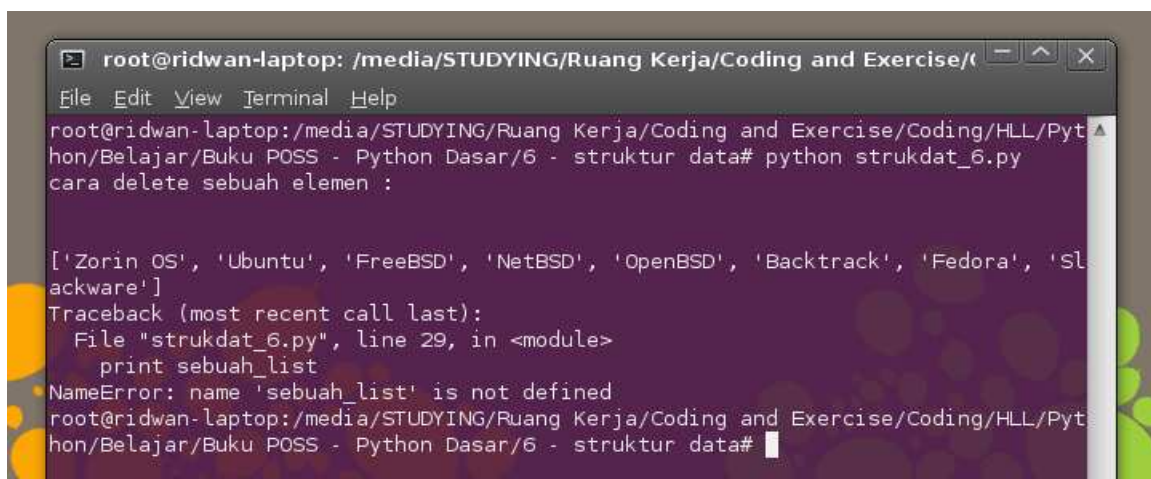 root@ridwan-laptop: /media/STUDYING/Ruang Kerja/Coding and Exercise/(
File Edit View Terminal Help
root@ridwan-laptop:/media/STUDYING/Ruang Kerja/Coding and Exercise/Coding/HLL/Pyt
hon/Belajar/Buku POSS - Python Dasar/6 - struktur data# python strukdat_6.py
cara delete sebuah elemen :
['Zorin OS', 'Ubuntu', 'FreeBSD', 'NetBSD', 'OpenBSD', 'Backtrack', 'Fedora', 'Sl
ackware']
Traceback (most recent call last):
  File "strukdat_6.py", line 29, in <module>
    print sebuah_list
NameError: name 'sebuah_list' is not defined
root@ridwan-laptop:/media/STUDYING/Ruang Kerja/Coding and Exercise/Coding/HLL/Pyt
hon/Belajar/Buku POSS - Python Dasar/6 - struktur data#